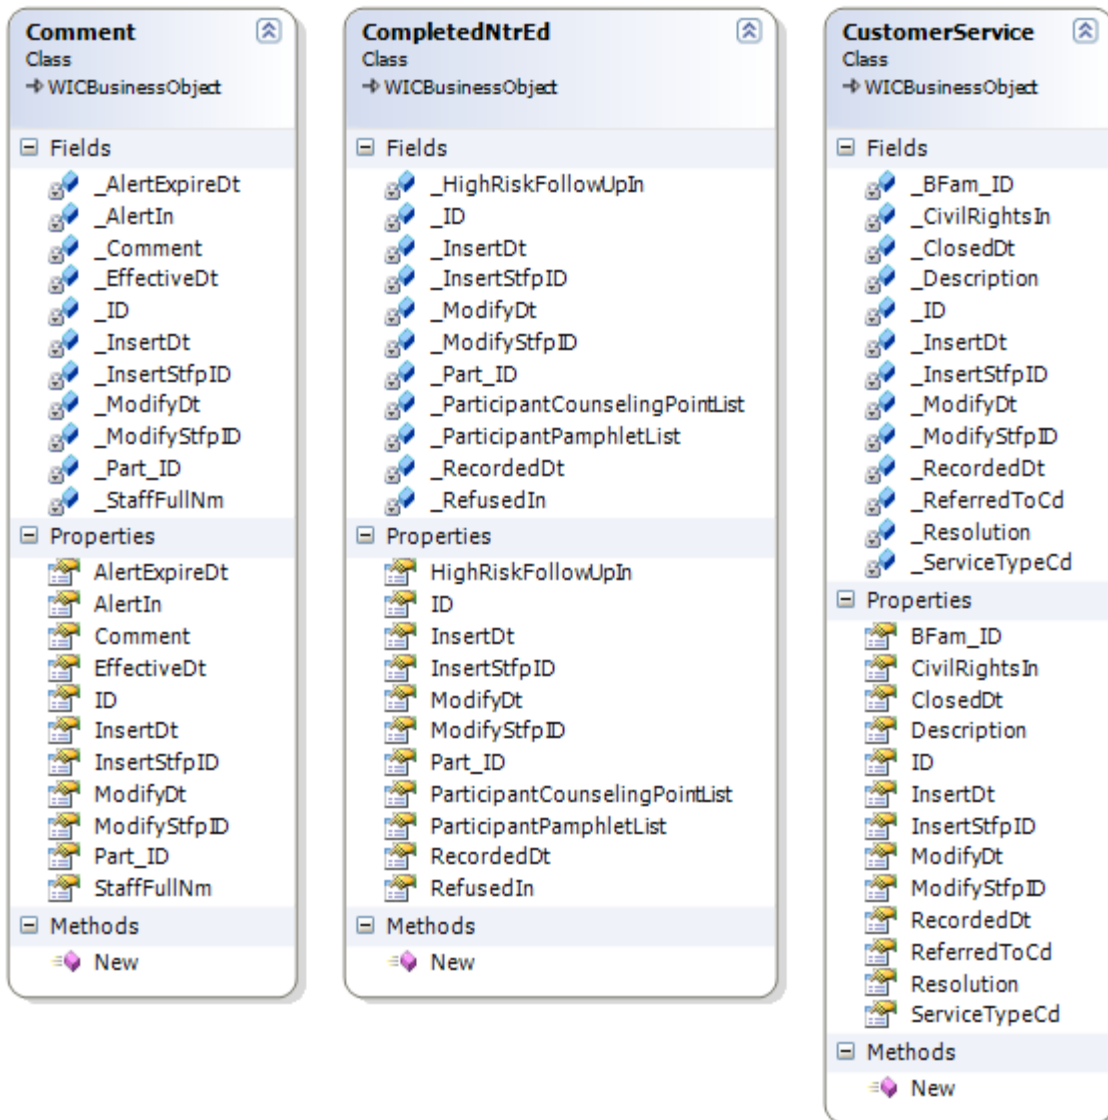 Comment
Class
WICBusinessObject
Fields
_AlertExpireDt
_AlertIn
_Comment
_EffectiveDt
_ID
_InsertDt
_InsertStfpID
_ModifyDt
_ModifyStfpID
_Part_ID
_StaffFullNm
Properties
AlertExpireDt
AlertIn
Comment
EffectiveDt
ID
InsertDt
InsertStfpID
ModifyDt
ModifyStfpID
Part_ID
StaffFullNm
Methods
New
CompletedNtrEd
Class
WICBusinessObject
Fields
_HighRiskFollowUpIn
_ID
_InsertDt
_InsertStfpID
_ModifyDt
_ModifyStfpID
_Part_ID
_ParticipantCounselingPointList
_ParticipantPamphletList
_RecordedDt
_RefusedIn
Properties
HighRiskFollowUpIn
ID
InsertDt
InsertStfpID
ModifyDt
ModifyStfpID
Part_ID
ParticipantCounselingPointList
ParticipantPamphletList
RecordedDt
RefusedIn
Methods
New
CustomerService
Class
WICBusinessObject
Fields
_BFam_ID
_CivilRightsIn
_ClosedDt
_Description
_ID
_InsertDt
_InsertStfpID
_ModifyDt
_ModifyStfpID
_RecordedDt
_ReferredToCd
_Resolution
_ServiceTypeCd
Properties
BFam_ID
CivilRightsIn
ClosedDt
Description
ID
InsertDt
InsertStfpID
ModifyDt
ModifyStfpID
RecordedDt
ReferredToCd
Resolution
ServiceTypeCd
Methods
New